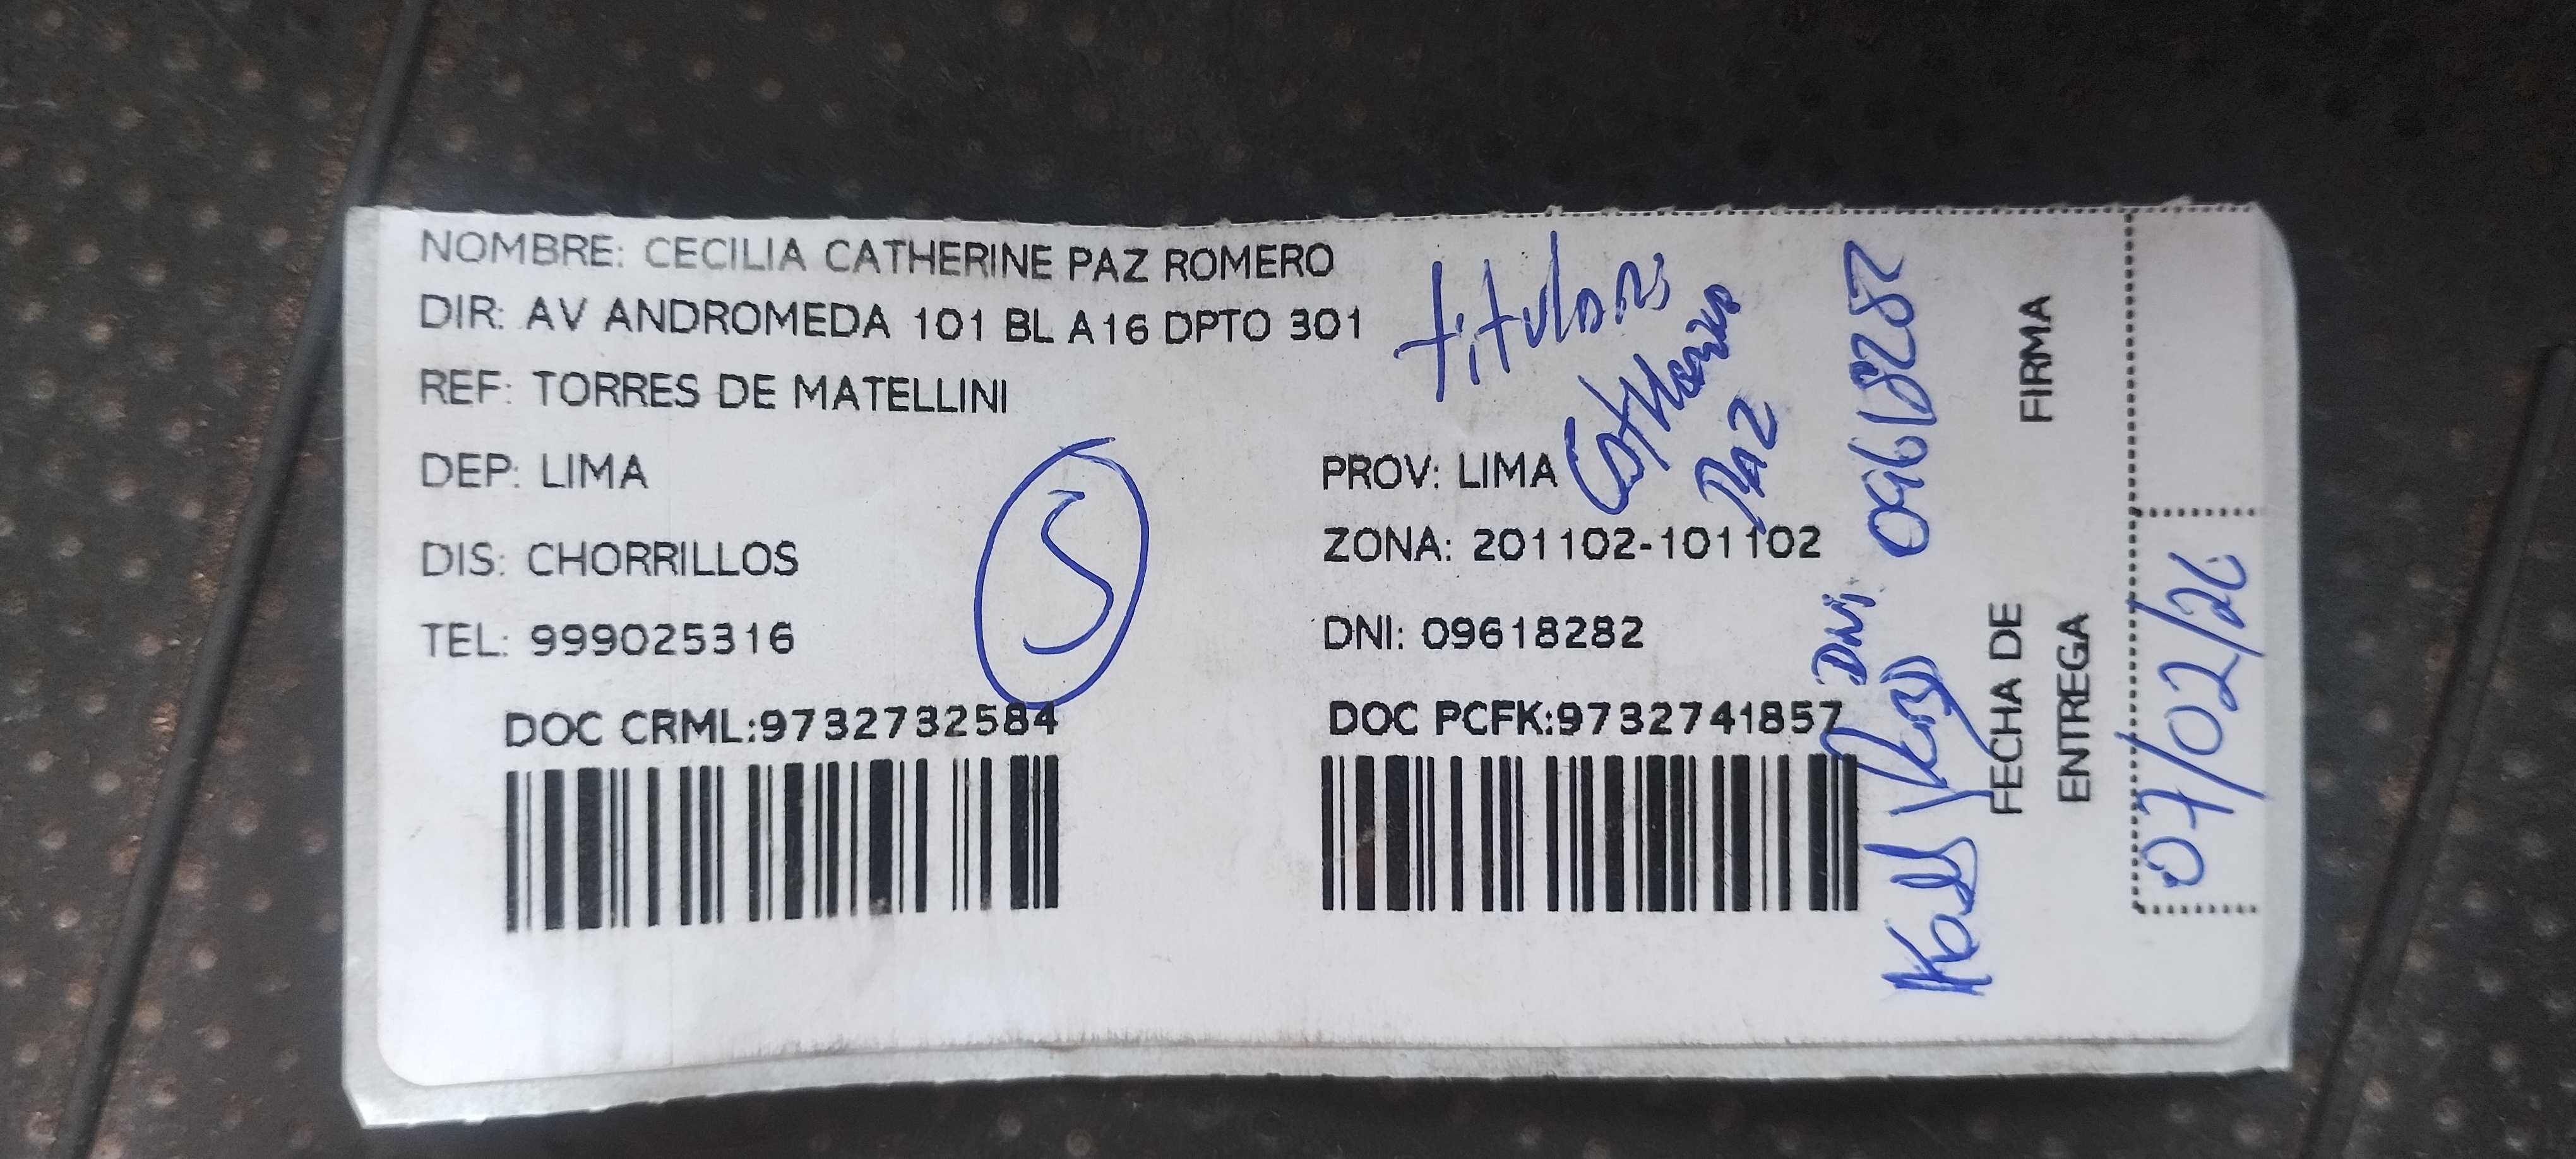 NOMBRE: CECILIA CATHERINE PAZ ROMERO
DIR: AV ANDROMEDA 101 BL A16 DPTO 301
REF: TORRES DE MATELLINI
DEP: LIMA
PROV: LIMA
DIS: CHORRILLOS
ZONA: 201102-101102
TEL: 999025316
DNI: 09618282
DOC CRML:9732732584
DOC PCFK:9732741857
S
titular
Paz
DNI 09618282
FIRMA
FECHA DE
ENTREGA
07/02/26